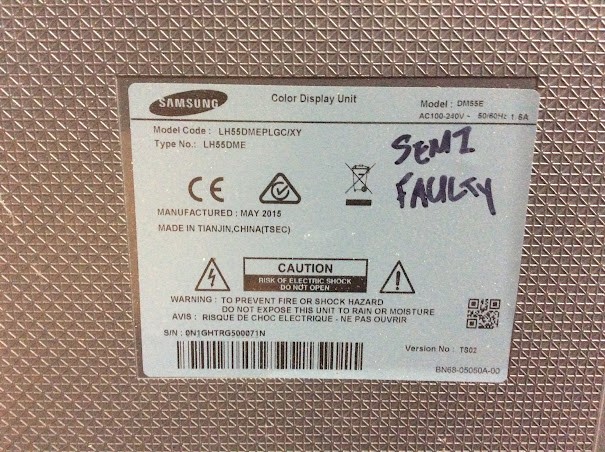 SAMSUNG
Color Display Unit
Model : DM55E
AC100-240V ~ 50/60Hz 1.6A
Model Code : LH55DMEPLGC/XY
Type No.: LH55DME
SEMI
FAULTY
CE
MANUFACTURED : MAY 2015
MADE IN TIANJIN,CHINA(TSEC)
CAUTION
RISK OF ELECTRIC SHOCK
DO NOT OPEN
WARNING : TO PREVENT FIRE OR SHOCK HAZARD
DO NOT EXPOSE THIS UNIT TO RAIN OR MOISTURE
AVIS : RISQUE DE CHOC ELECTRIQUE - NE PAS OUVRIR
S/N : 0N1GHTRG500071N
Version No : TS02
BN68-05050A-00